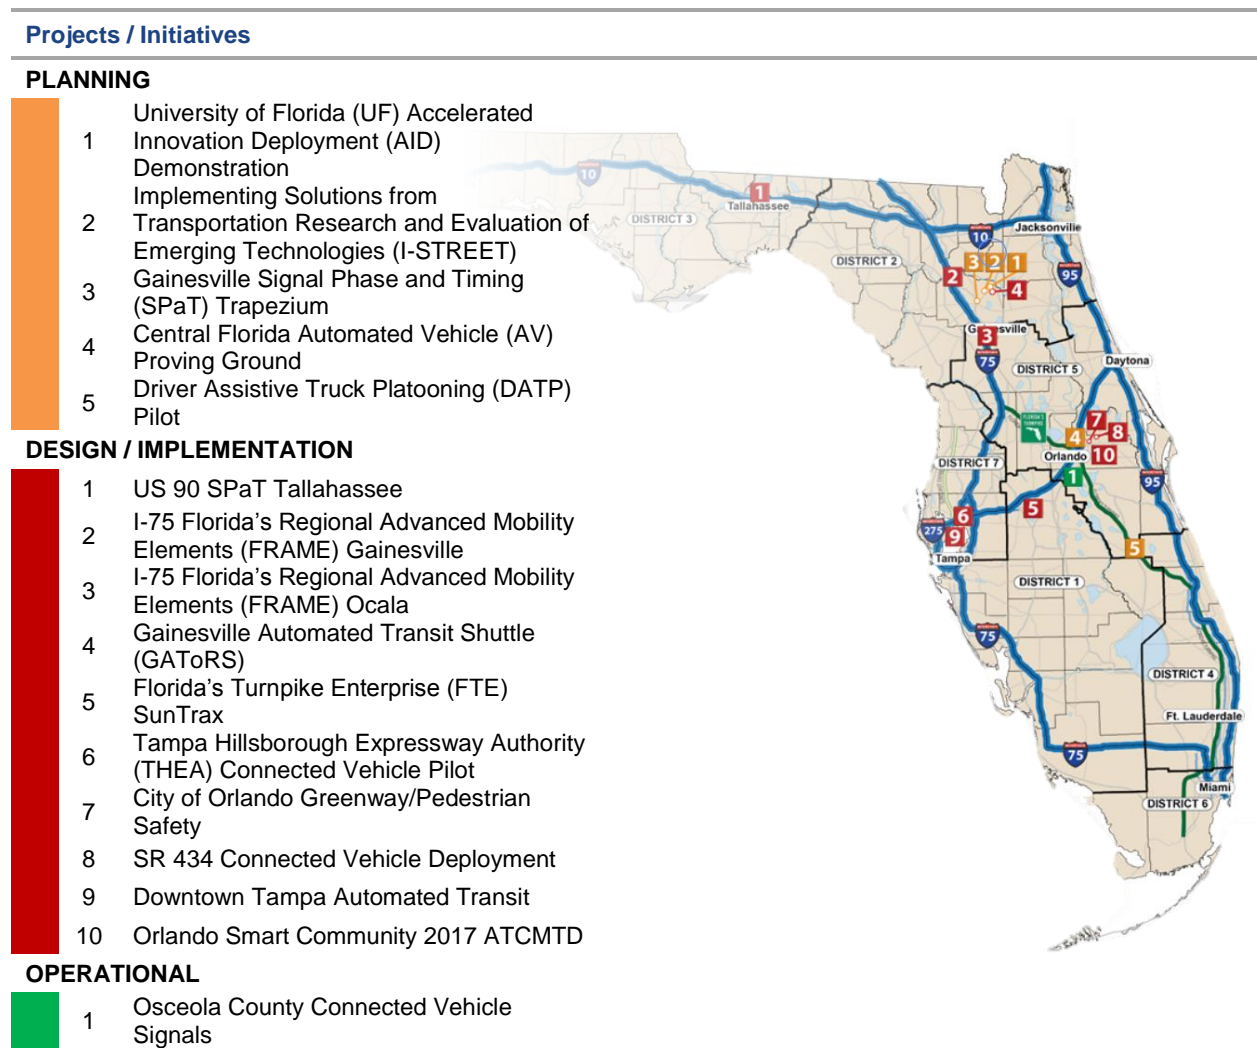 Projects / Initiatives
PLANNING
1
University of Florida (UF) Accelerated
Innovation Deployment (AID)
Demonstration
2
Implementing Solutions from
Transportation Research and Evaluation of
Emerging Technologies (I-STREET)
3
Gainesville Signal Phase and Timing
(SPaT) Trapezium
4
Central Florida Automated Vehicle (AV)
Proving Ground
5
Driver Assistive Truck Platooning (DATP)
Pilot
DESIGN / IMPLEMENTATION
1 US 90 SPaT Tallahassee
2
I-75 Florida’s Regional Advanced Mobility
Elements (FRAME) Gainesville
3
I-75 Florida’s Regional Advanced Mobility
Elements (FRAME) Ocala
4
Gainesville Automated Transit Shuttle
(GAToRS)
5
Florida’s Turnpike Enterprise (FTE)
SunTrax
6
Tampa Hillsborough Expressway Authority
(THEA) Connected Vehicle Pilot
7
City of Orlando Greenway/Pedestrian
Safety
8 SR 434 Connected Vehicle Deployment
9 Downtown Tampa Automated Transit
10 Orlando Smart Community 2017 ATCMTD
OPERATIONAL
1
Osceola County Connected Vehicle
Signals
10
1
Tallahassee
DISTRICT 3
Jacksonville
10
DISTRICT 2
3 2 1
95
2
4
Gainesville
3
75
Daytona
DISTRICT 5
FLORIDA'S
TURNPIKE
7
4
8
Orlando
10
DISTRICT 7
1
95
5
6
275
9
5
Tampa
DISTRICT 1
75
DISTRICT 4
Ft. Lauderdale
75
Miami
DISTRICT 6